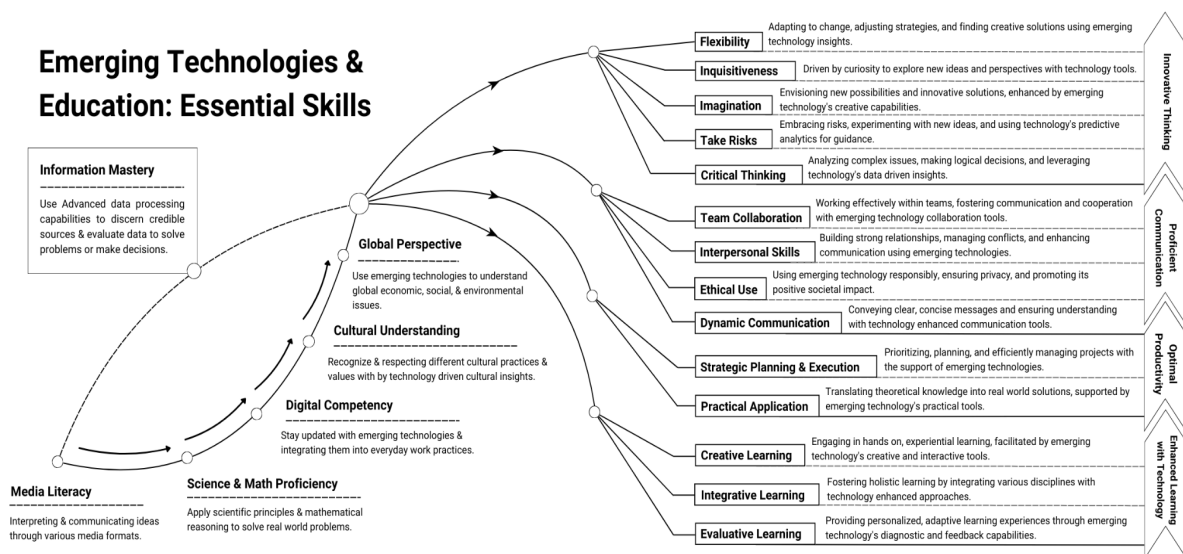 Emerging Technologies &
Education: Essential Skills
Information Mastery
Use Advanced data processing
capabilities to discern credible
sources & evaluate data to solve
problems or make decisions.
Media Literacy
Interpreting & communicating ideas
through various media formats.
Science & Math Proficiency
Apply scientific principles & mathematical
reasoning to solve real world problems.
Digital Competency
Stay updated with emerging technologies &
integrating them into everyday work practices.
Cultural Understanding
Recognize & respecting different cultural practices &
values with by technology driven cultural insights.
Global Perspective
Use emerging technologies to understand
global economic, social, & environmental
issues.
Flexibility
Adapting to change, adjusting strategies, and finding creative solutions using emerging
technology insights.
Inquisitiveness
Driven by curiosity to explore new ideas and perspectives with technology tools.
Imagination
Envisioning new possibilities and innovative solutions, enhanced by emerging
technology's creative capabilities.
Take Risks
Embracing risks, experimenting with new ideas, and using technology's predictive
analytics for guidance.
Critical Thinking
Analyzing complex issues, making logical decisions, and leveraging
technology's data driven insights.
Innovative Thinking
Team Collaboration
Working effectively within teams, fostering communication and cooperation
with emerging technology collaboration tools.
Interpersonal Skills
Building strong relationships, managing conflicts, and enhancing
communication using emerging technologies.
Ethical Use
Using emerging technology responsibly, ensuring privacy, and promoting its
positive societal impact.
Dynamic Communication
Conveying clear, concise messages and ensuring understanding
with technology enhanced communication tools.
Proficient
Communication
Strategic Planning & Execution
Prioritizing, planning, and efficiently managing projects with
the support of emerging technologies.
Practical Application
Translating theoretical knowledge into real world solutions, supported by
emerging technology's practical tools.
Optimal
Productivity
Creative Learning
Engaging in hands on, experiential learning, facilitated by emerging
technology's creative and interactive tools.
Integrative Learning
Fostering holistic learning by integrating various disciplines with
technology enhanced approaches.
Evaluative Learning
Providing personalized, adaptive learning experiences through emerging
technology's diagnostic and feedback capabilities.
Enhanced Learning
with Technology